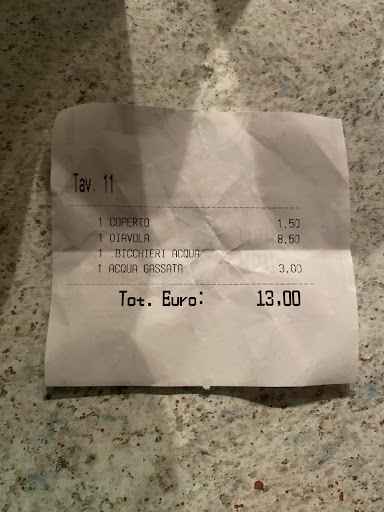 Tav. 11
1 COPERTO 1,50
1 DIAVOLA 8,50
1 BICCHIERI ACQUA
1 ACQUA GASSATA 3,00
Tot. Euro: 13,00